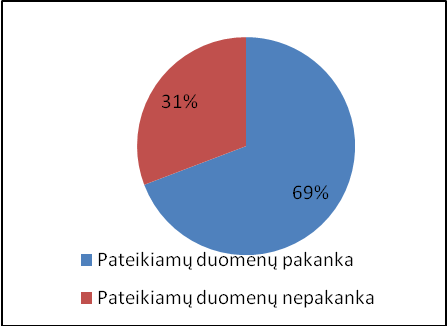 31%
69%
Pateikiamų duomenų pakanka
Pateikiamų duomenų nepakanka